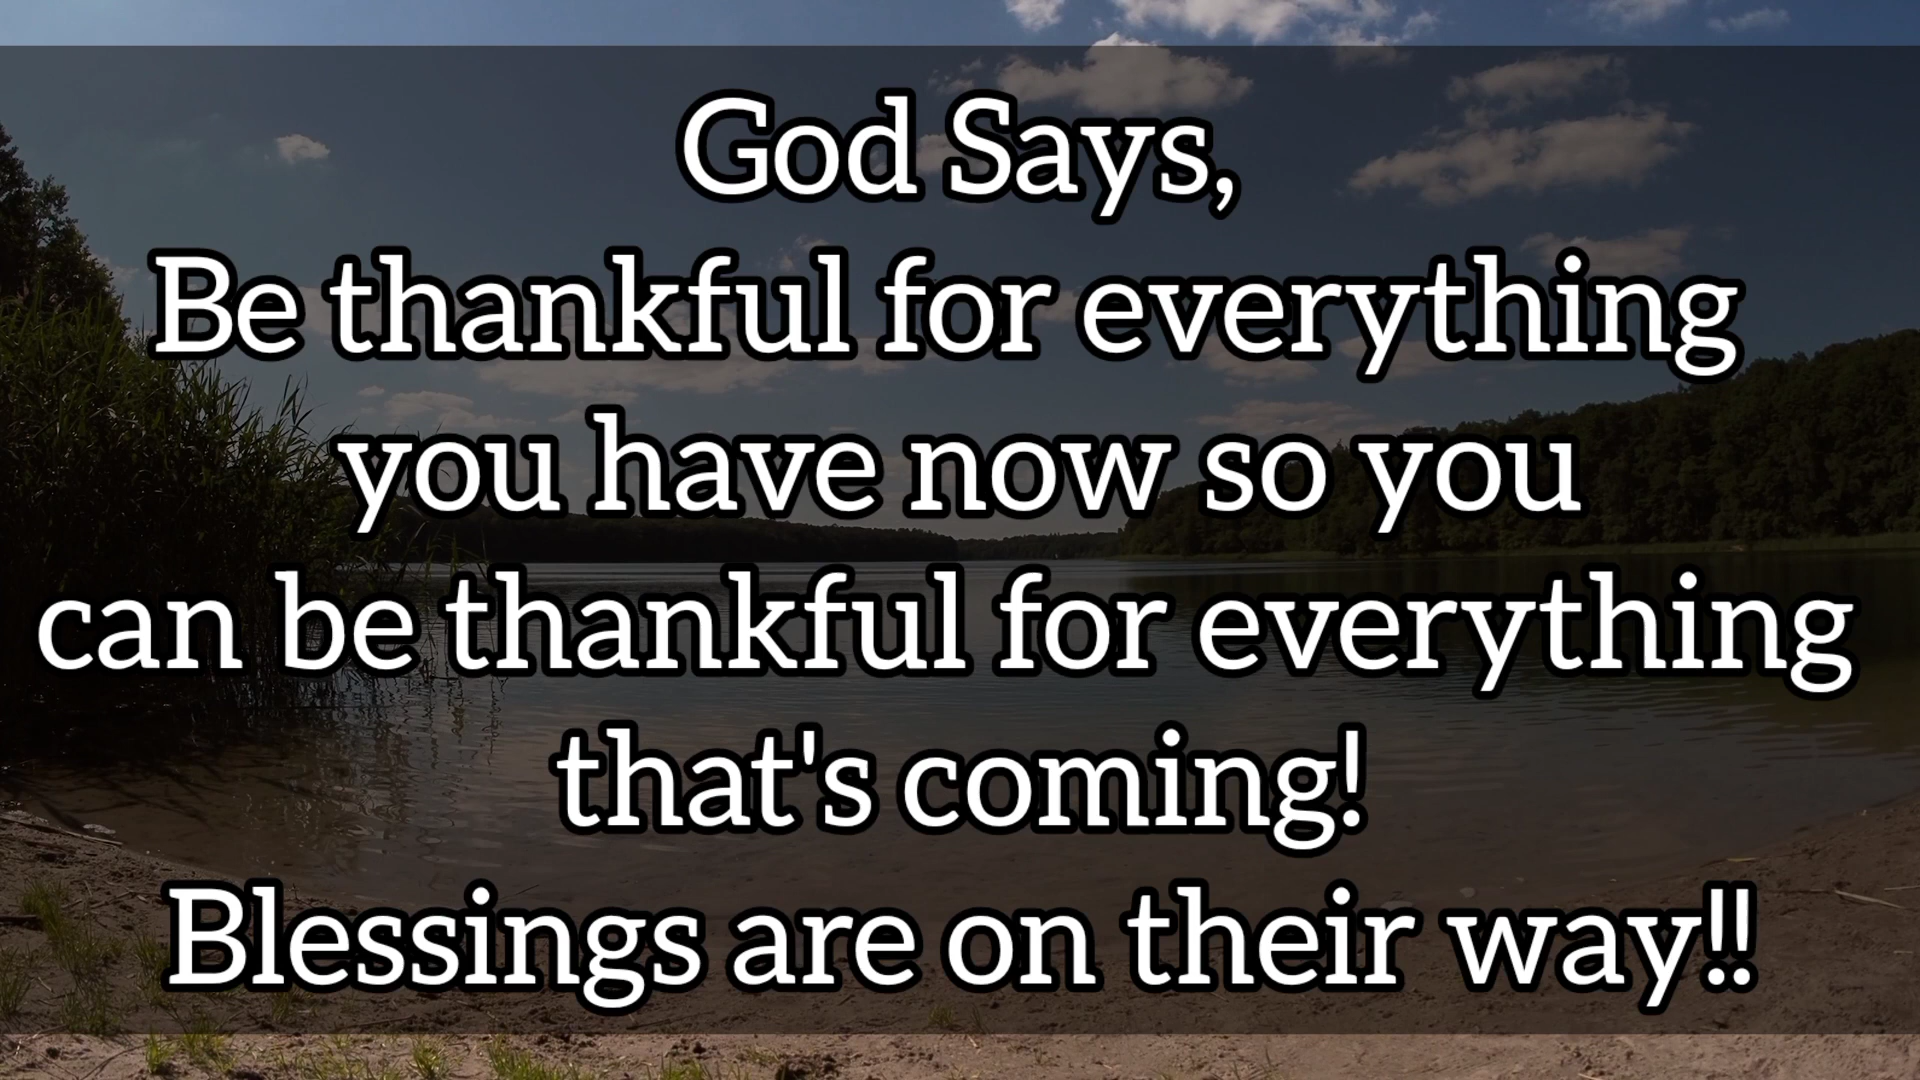 God Says,
Be thankful for everything
you have now so you
can be thankful for everything
that's coming!
Blessings are on their way!!